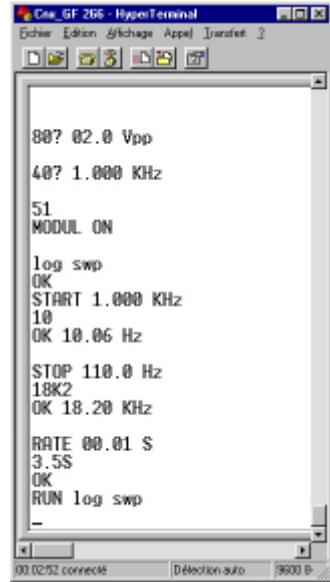 Cnx_GF 266 - HyperTerminal
Fichier Edition Affichage Appel Transfert ?
80? 02.0 Vpp
40? 1.000 KHz
51
MODUL ON
log swp
OK
START 1.000 KHz
10
OK 10.06 Hz
STOP 110.0 Hz
18K2
OK 18.20 KHz
RATE 00.01 S
3.5S
OK
RUN log swp
_
00:02:52 connecté Détection auto 9600 8-